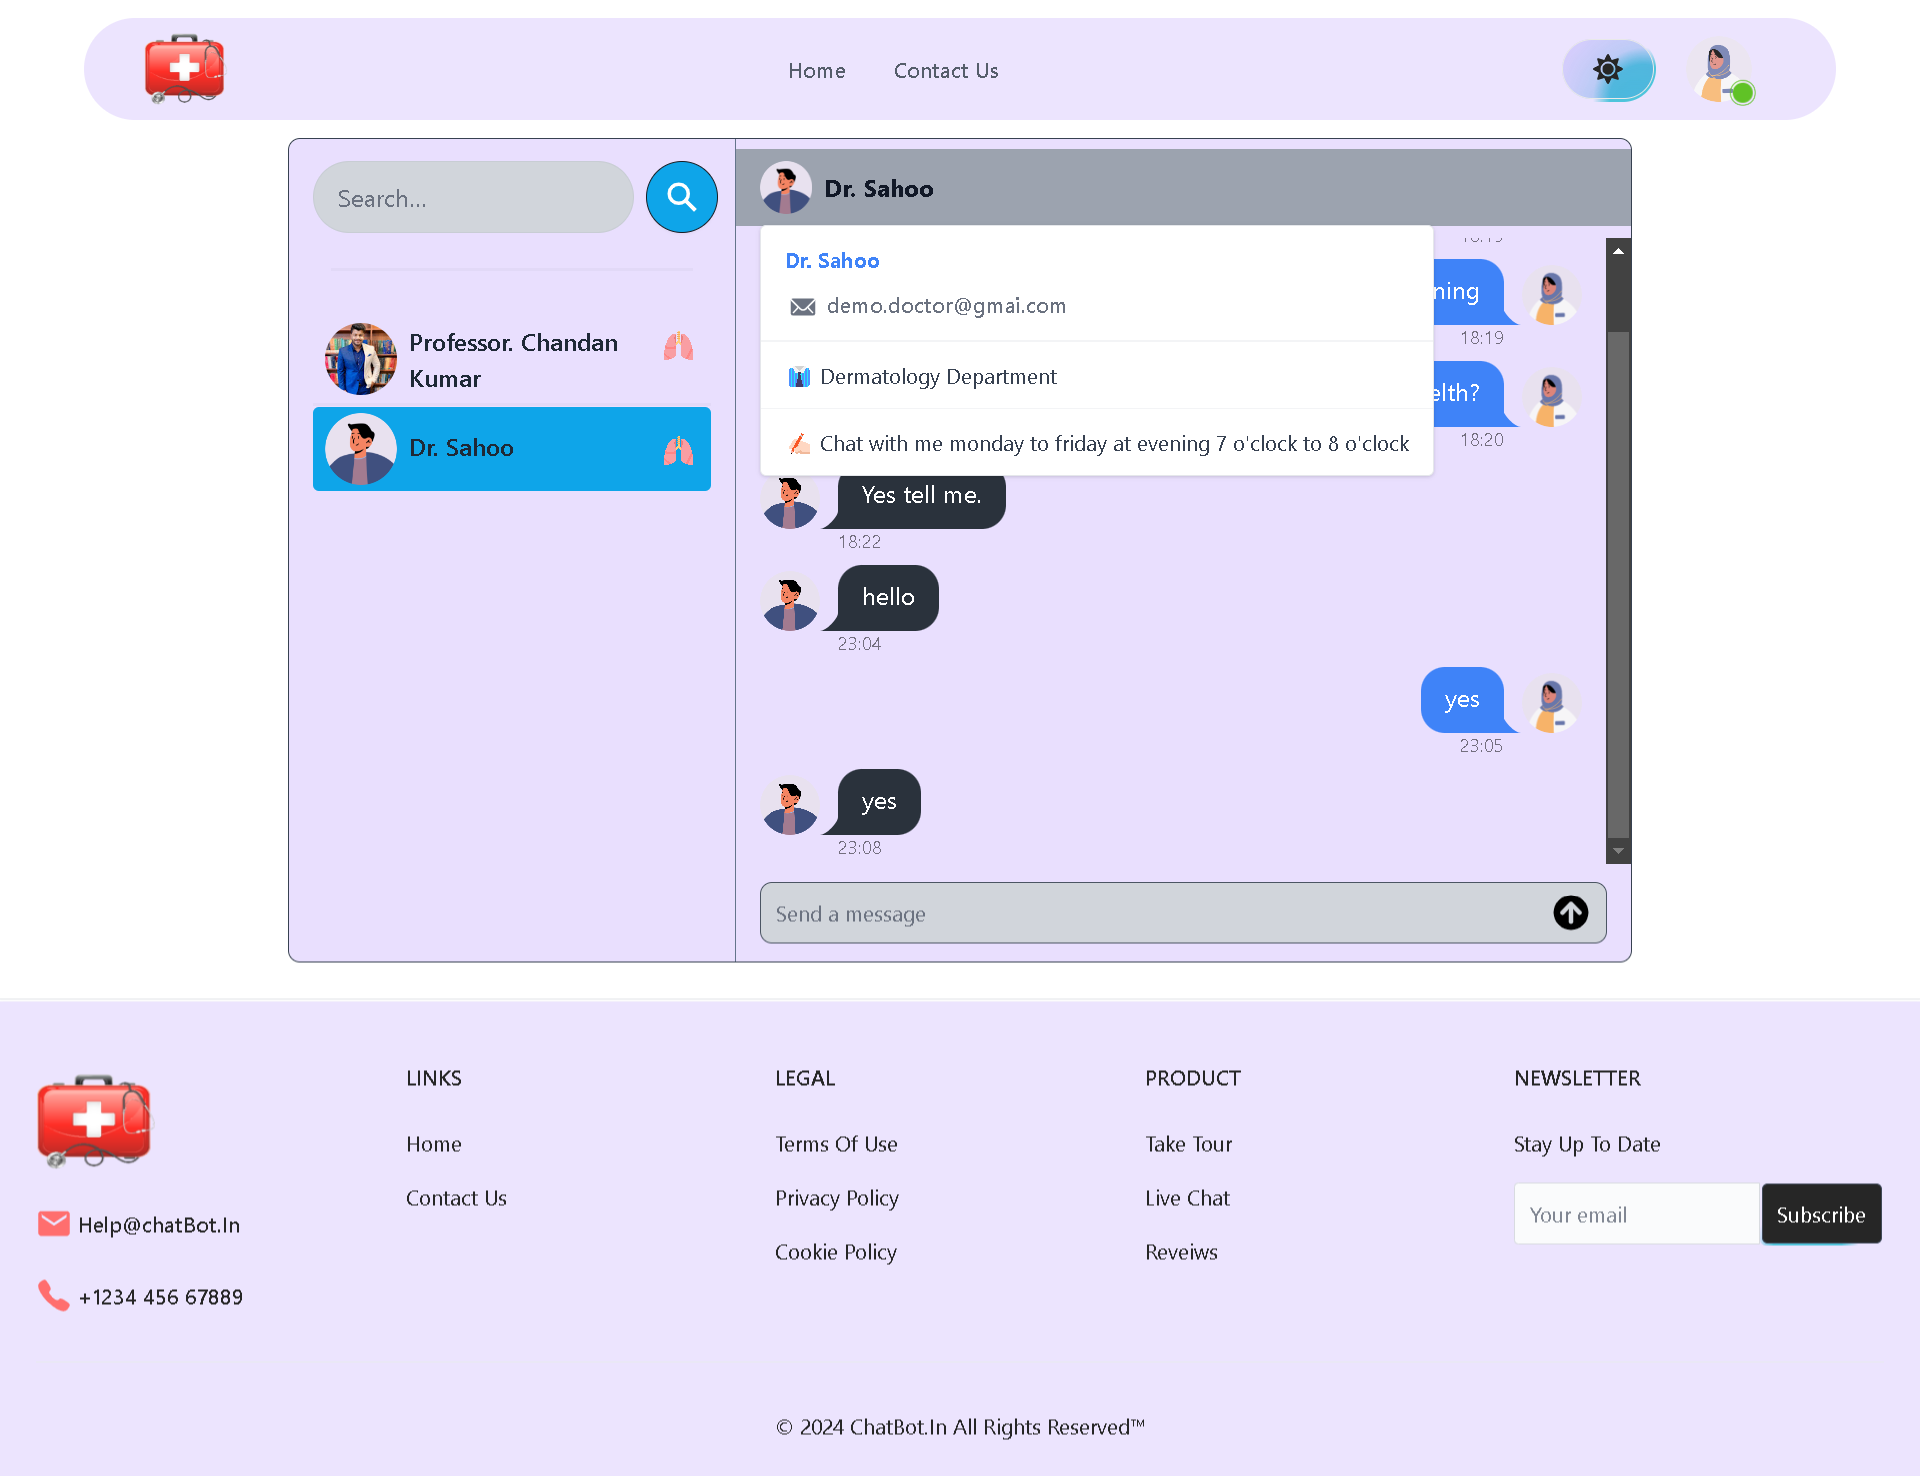 Home
Contact Us
Search...
Professor. Chandan
Kumar
Dr. Sahoo
Dr. Sahoo
Dr. Sahoo
demo.doctor@gmai.com
Dermatology Department
Chat with me monday to friday at evening 7 o'clock to 8 o'clock
ning
18:19
elth?
18:20
Yes tell me.
18:22
hello
23:04
yes
23:05
yes
23:08
Send a message
Help@chatBot.In
+1234 456 67889
LINKS
Home
Contact Us
LEGAL
Terms Of Use
Privacy Policy
Cookie Policy
PRODUCT
Take Tour
Live Chat
Reveiws
NEWSLETTER
Stay Up To Date
Your email
Subscribe
© 2024 ChatBot.In All Rights Reserved™